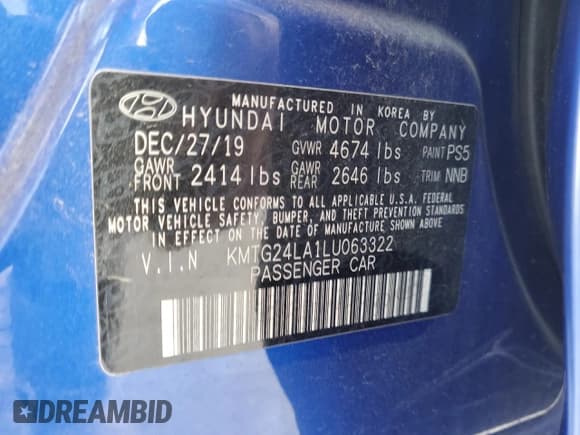 MANUFACTURED IN KOREA BY
HYUNDAI MOTOR COMPANY
DEC/27/19 GVWR 4674 lbs PAINT PS5
GAWR FRONT 2414 lbs GAWR REAR 2646 lbs TRIM NNB
THIS VEHICLE CONFORMS TO ALL APPLICABLE U.S.A. FEDERAL
MOTOR VEHICLE SAFETY, BUMPER, AND THEFT PREVENTION STANDARDS
IN EFFECT ON THE DATE OF MANUFACTURE SHOWN ABOVE.
V.I.N KMTG24LA1LU063322
PASSENGER CAR
DREAMBID